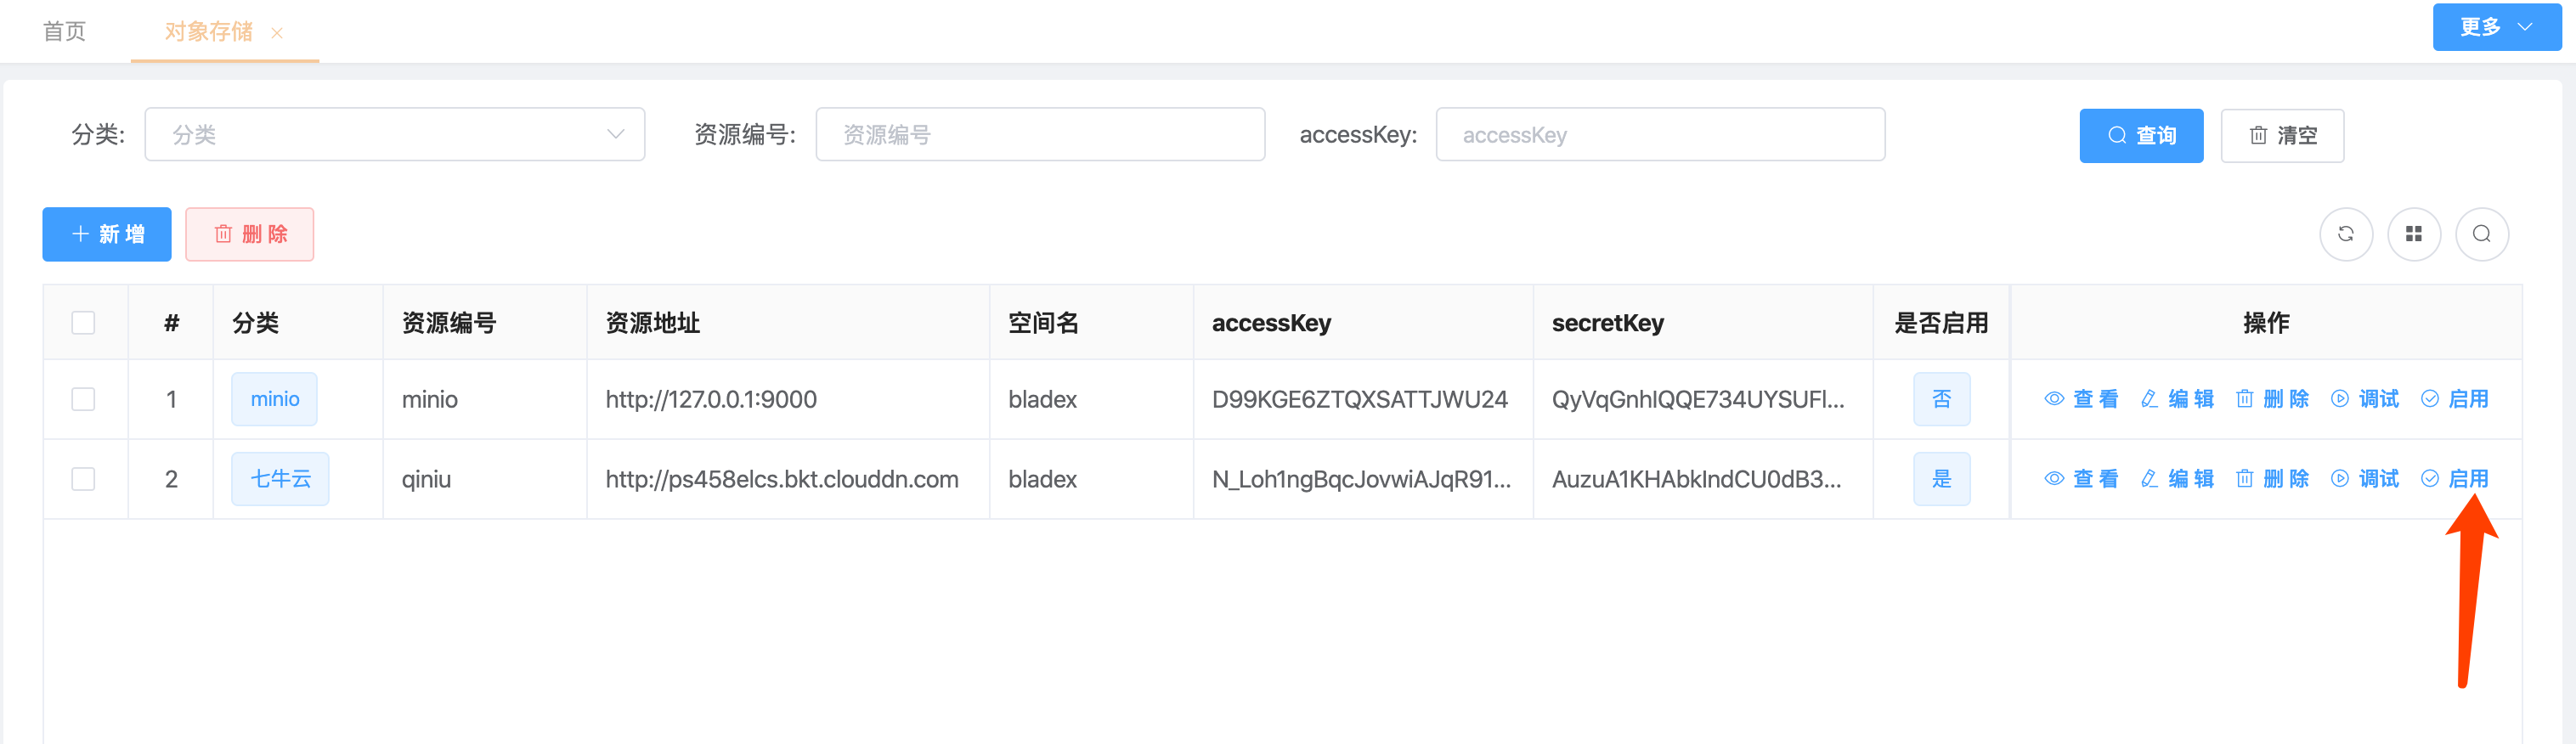 首页 对象存储 更多
分类: 分类 资源编号: 资源编号 accessKey: accessKey 查询 清空
新 增 删 除
# 分类 资源编号 资源地址 空间名 accessKey secretKey 是否启用 操作
1 minio minio http://127.0.0.1:9000 bladex D99KGE6ZTQXSATTJWU24 QyVqGnhIQQE734UYSUFl... 否 查 看 编 辑 删 除 调试 启用
2 七牛云 qiniu http://ps458elcs.bkt.clouddn.com bladex N_Loh1ngBqcJovwiAJqR91... AuzuA1KHAbkIndCU0dB3... 是 查 看 编 辑 删 除 调试 启用